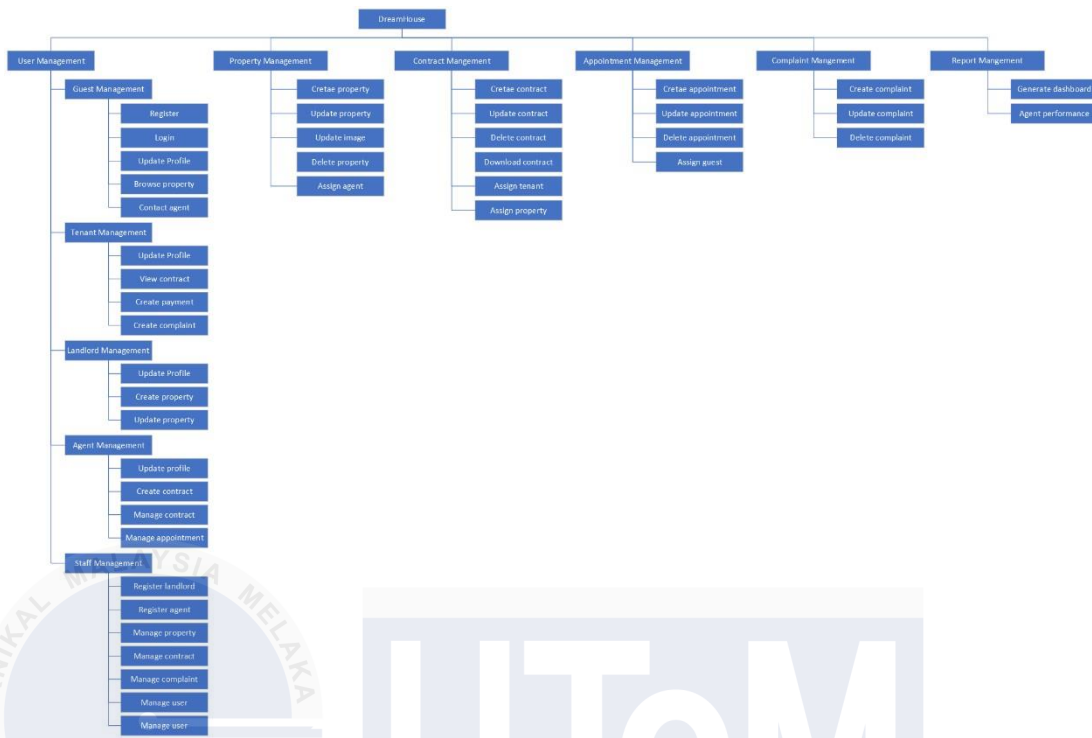 DreamHouse
User Management
Guest Management
Register
Login
Update Profile
Browse property
Contact agent
Tenant Management
Update Profile
View contract
Create payment
Create complaint
Landlord Management
Update Profile
Create property
Update property
Agent Management
Update profile
Create contract
Manage contract
Manage appointment
Staff Management
Register landlord
Register agent
Manage property
Manage contract
Manage complaint
Manage user
Manage user
Property Management
Cretae property
Update property
Update image
Delete property
Assign agent
Contract Mangement
Cretae contract
Update contract
Delete contract
Download contract
Assign tenant
Assign property
Appointment Management
Cretae appointment
Update appointment
Delete appointment
Assign guest
Complaint Mangement
Create complaint
Update complaint
Delete complaint
Report Mangement
Generate dashboard
Agent performance
MALAYSIA MELAKA
UTeM